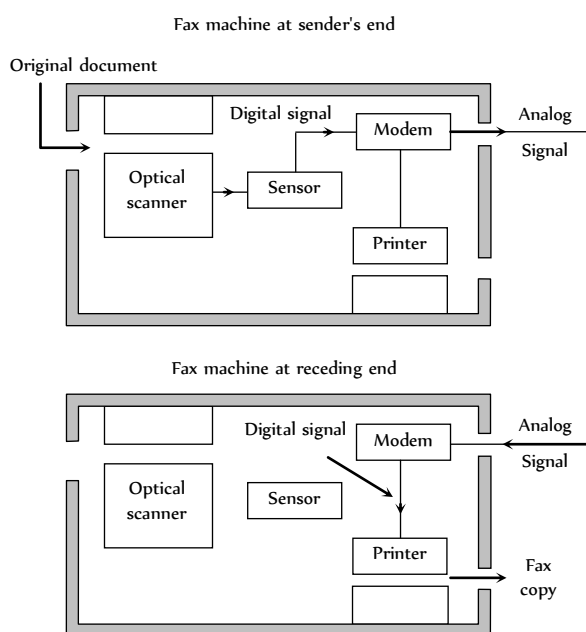 Fax machine at sender's end
Original document
Digital signal
Modem
Analog
Signal
Optical
scanner
Sensor
Printer
Fax machine at receding end
Digital signal
Modem
Analog
Signal
Optical
scanner
Sensor
Printer
Fax
copy